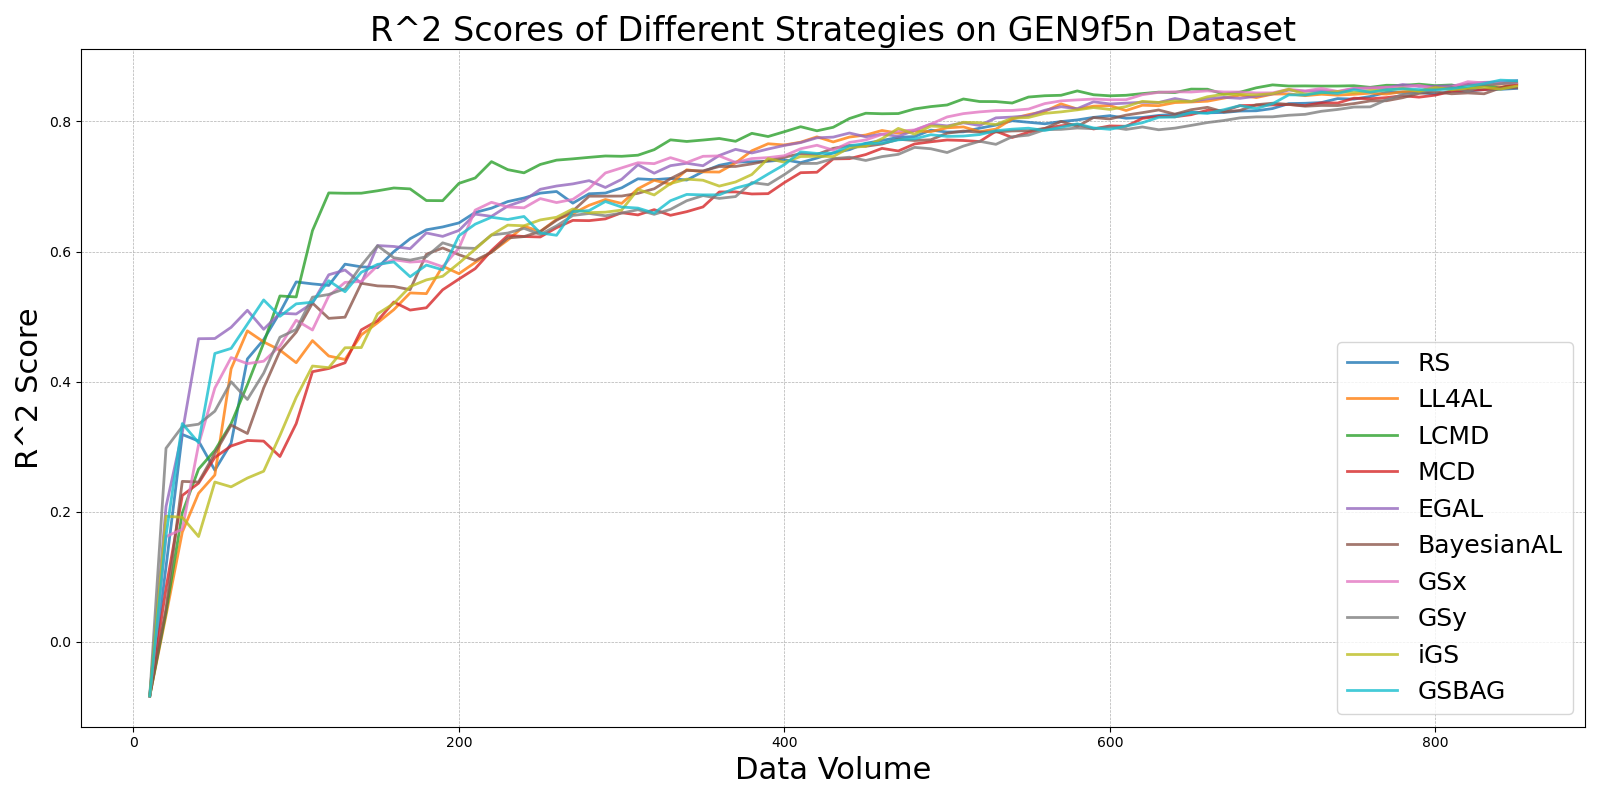 R^2 Scores of Different Strategies on GEN9f5n Dataset
R^2 Score
0.8
0.6
0.4
0.2
0.0
0
200
400
600
800
Data Volume
RS
LL4AL
LCMD
MCD
EGAL
BayesianAL
GSx
GSy
iGS
GSBAG